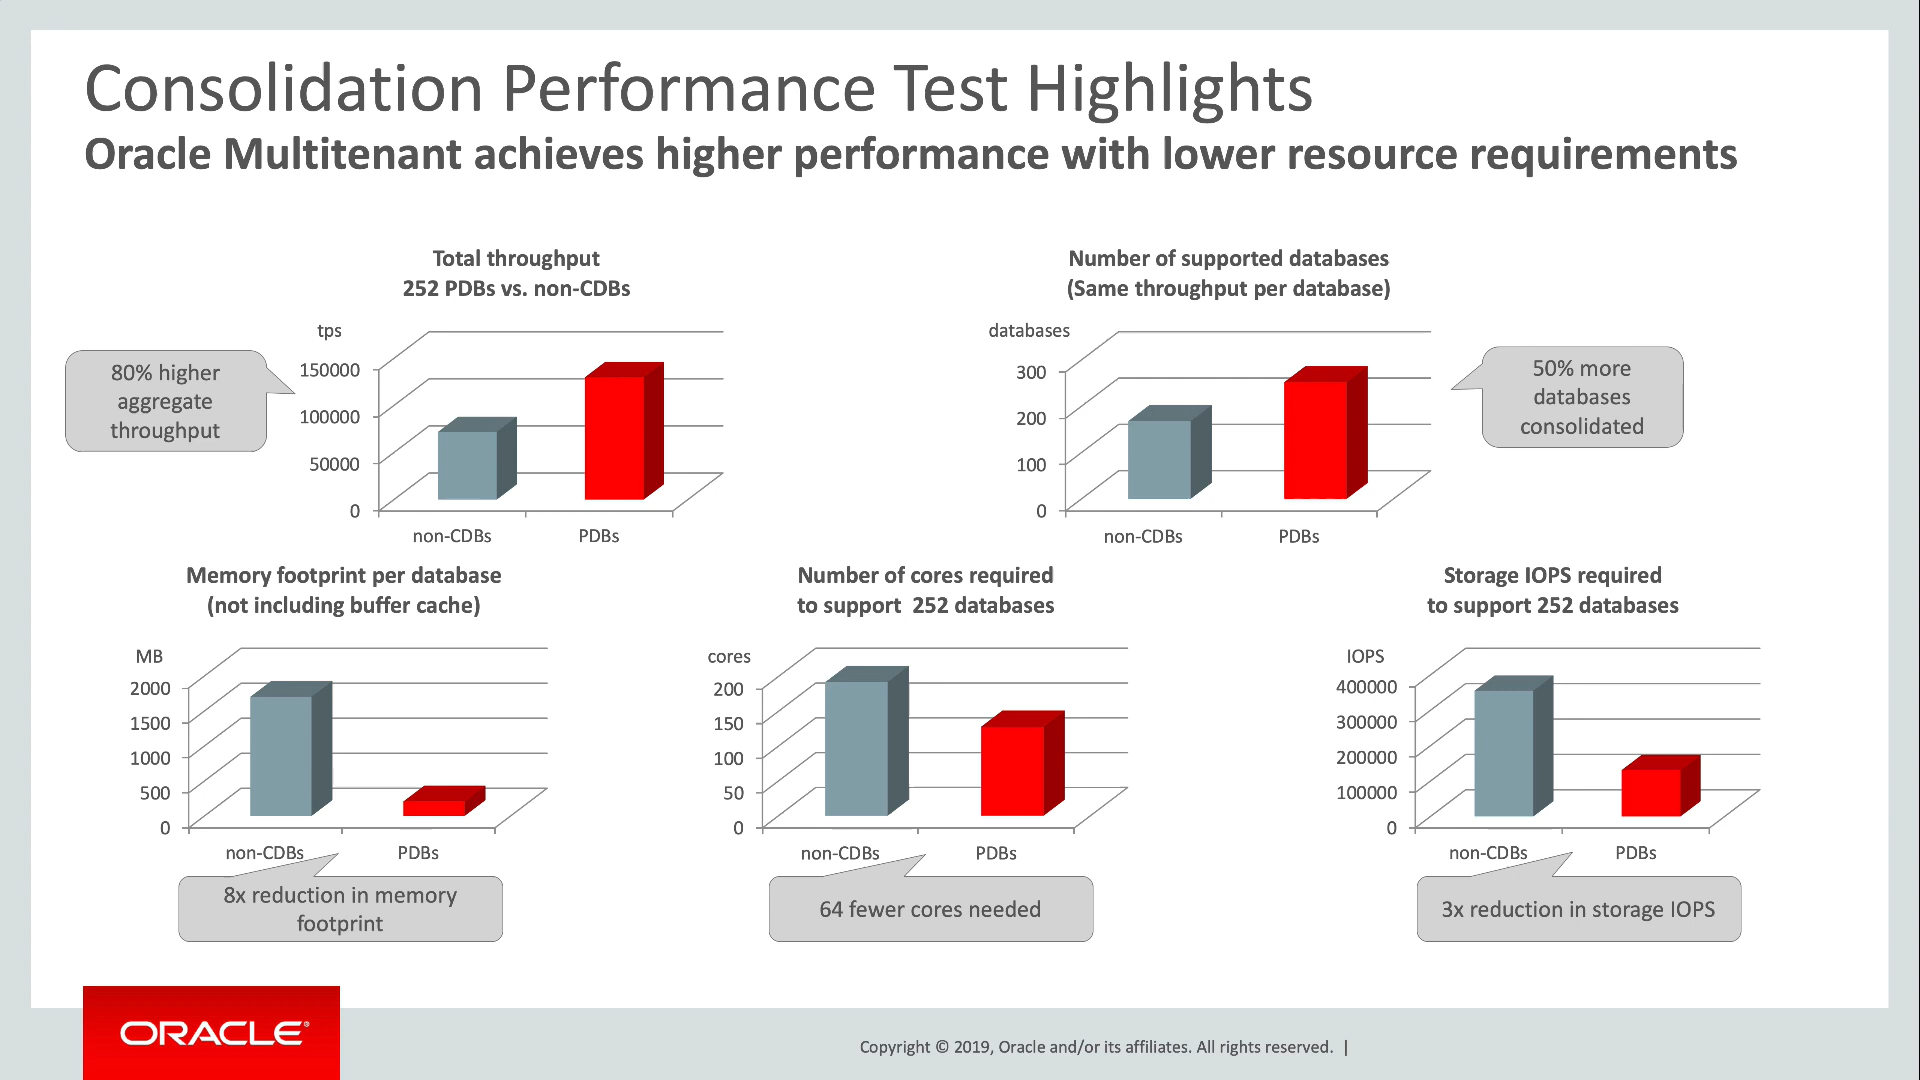 Consolidation Performance Test Highlights
Oracle Multitenant achieves higher performance with lower resource requirements
Total throughput
252 PDBs vs. non-CDBs
tps
150000
100000
50000
0
non-CDBs
PDBs
80% higher
aggregate
throughput
Number of supported databases
(Same throughput per database)
databases
300
200
100
0
non-CDBs
PDBs
50% more
databases
consolidated
Memory footprint per database
(not including buffer cache)
MB
2000
1500
1000
500
0
non-CDBs
PDBs
8x reduction in memory
footprint
Number of cores required
to support 252 databases
cores
200
150
100
50
0
non-CDBs
PDBs
64 fewer cores needed
Storage IOPS required
to support 252 databases
IOPS
400000
300000
200000
100000
0
non-CDBs
PDBs
3x reduction in storage IOPS
ORACLE®
Copyright © 2019, Oracle and/or its affiliates. All rights reserved. |